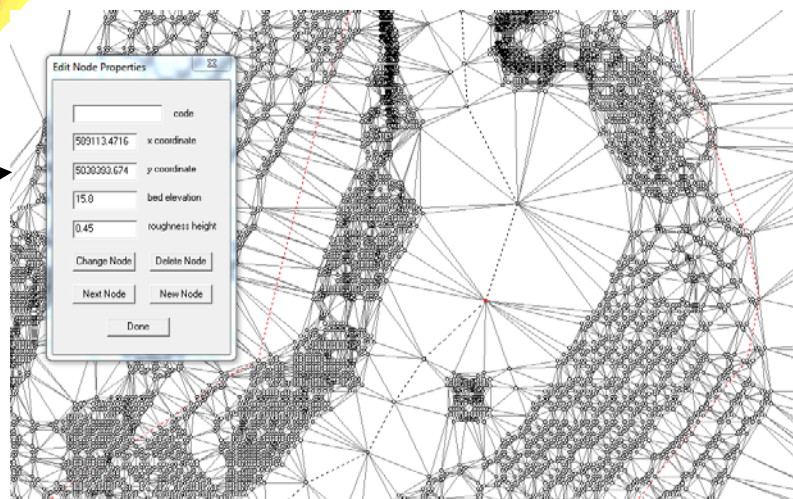 Edit Node Properties
code
589113.4716 x coordinate
5030393.674 y coordinate
15.8 bed elevation
0.45 roughness height
Change Node Delete Node
Next Node New Node
Done